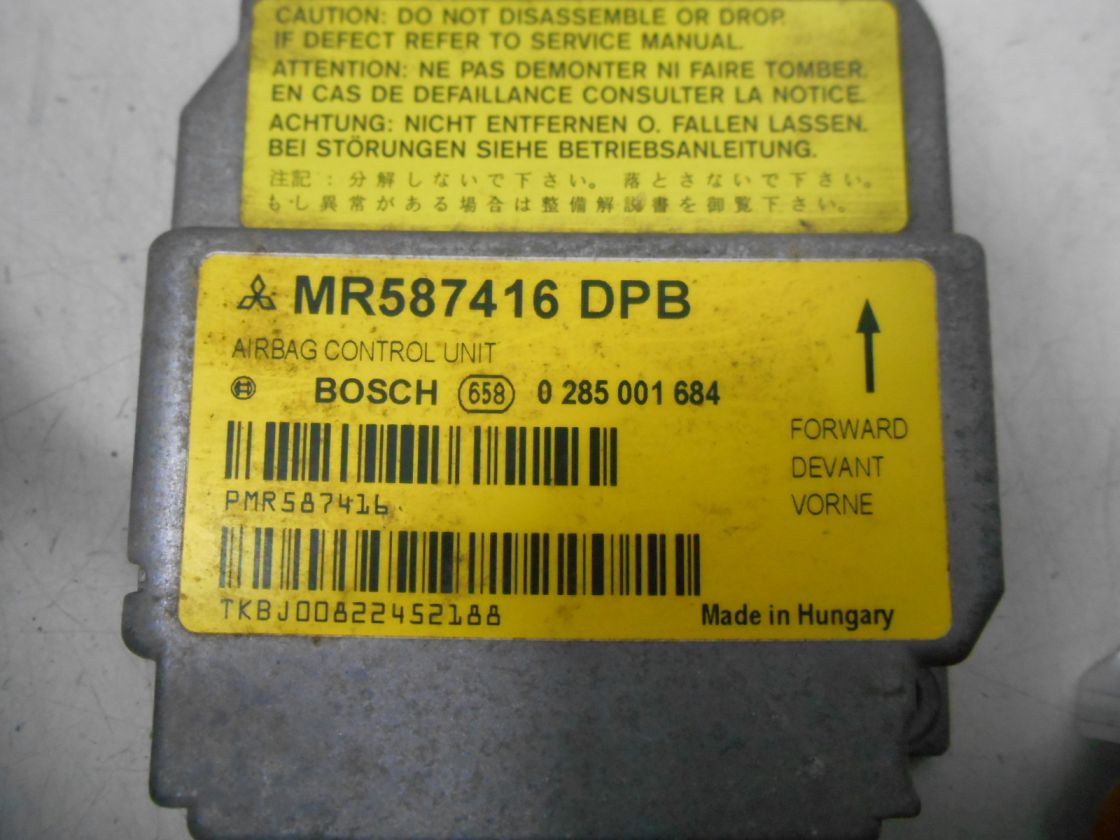 CAUTION: DO NOT DISASSEMBLE OR DROP.
IF DEFECT REFER TO SERVICE MANUAL.
ATTENTION: NE PAS DEMONTER NI FAIRE TOMBER.
EN CAS DE DEFAILLANCE CONSULTER LA NOTICE.
ACHTUNG: NICHT ENTFERNEN O. FALLEN LASSEN.
BEI STÖRUNGEN SIEHE BETRIEBSANLEITUNG.
注記：分解しないで下さい。落とさないで下さい。
もし異常がある場合は整備解説書を御覧下さい。
MR587416 DPB
AIRBAG CONTROL UNIT
BOSCH 658 0 285 001 684
FORWARD
DEVANT
VORNE
PMR587416
TKBJ00822452188
Made in Hungary